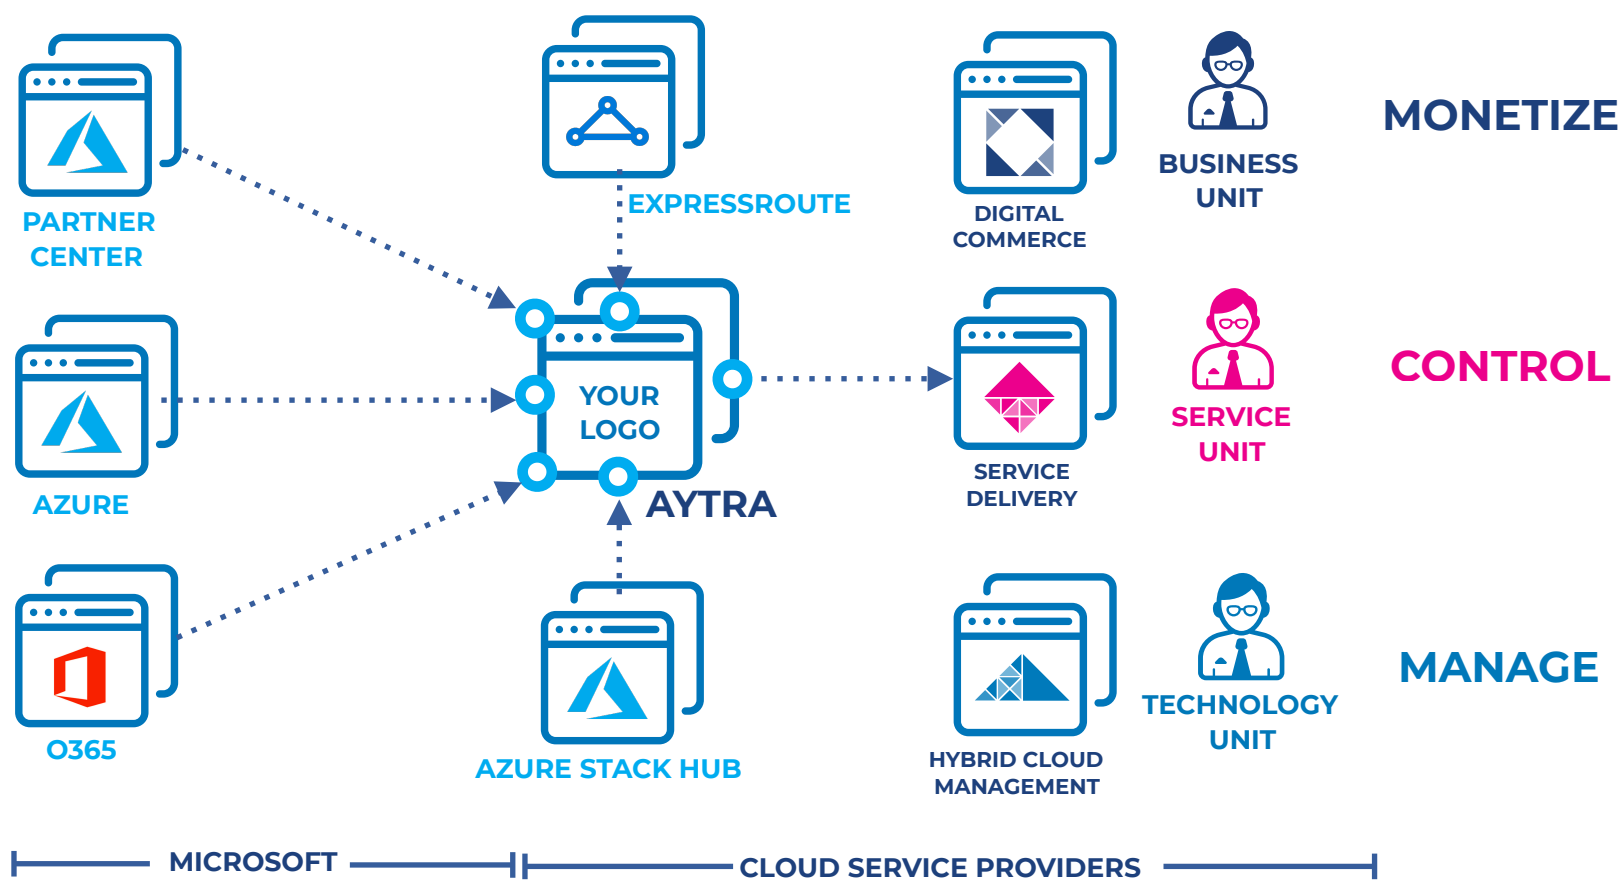 PARTNER
CENTER
AZURE
O365
EXPRESSROUTE
YOUR
LOGO
AYTRA
AZURE STACK HUB
DIGITAL
COMMERCE
BUSINESS
UNIT
MONETIZE
SERVICE
DELIVERY
SERVICE
UNIT
CONTROL
HYBRID CLOUD
MANAGEMENT
TECHNOLOGY
UNIT
MANAGE
MICROSOFT
CLOUD SERVICE PROVIDERS